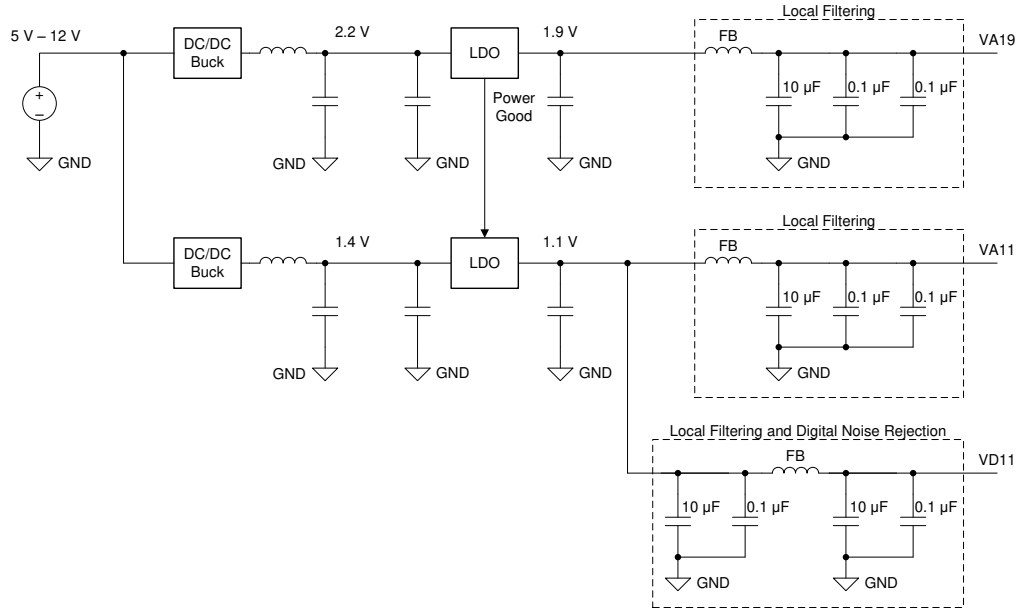 Local Filtering
5 V – 12 V
DC/DC
Buck
2.2 V
LDO
1.9 V
FB
VA19
+
–
10 µF
0.1 µF
0.1 µF
Power
Good
GND
GND
GND
GND
GND
Local Filtering
DC/DC
Buck
1.4 V
LDO
1.1 V
FB
VA11
10 µF
0.1 µF
0.1 µF
GND
GND
GND
GND
Local Filtering and Digital Noise Rejection
FB
VD11
10 µF
0.1 µF
10 µF
0.1 µF
GND
GND